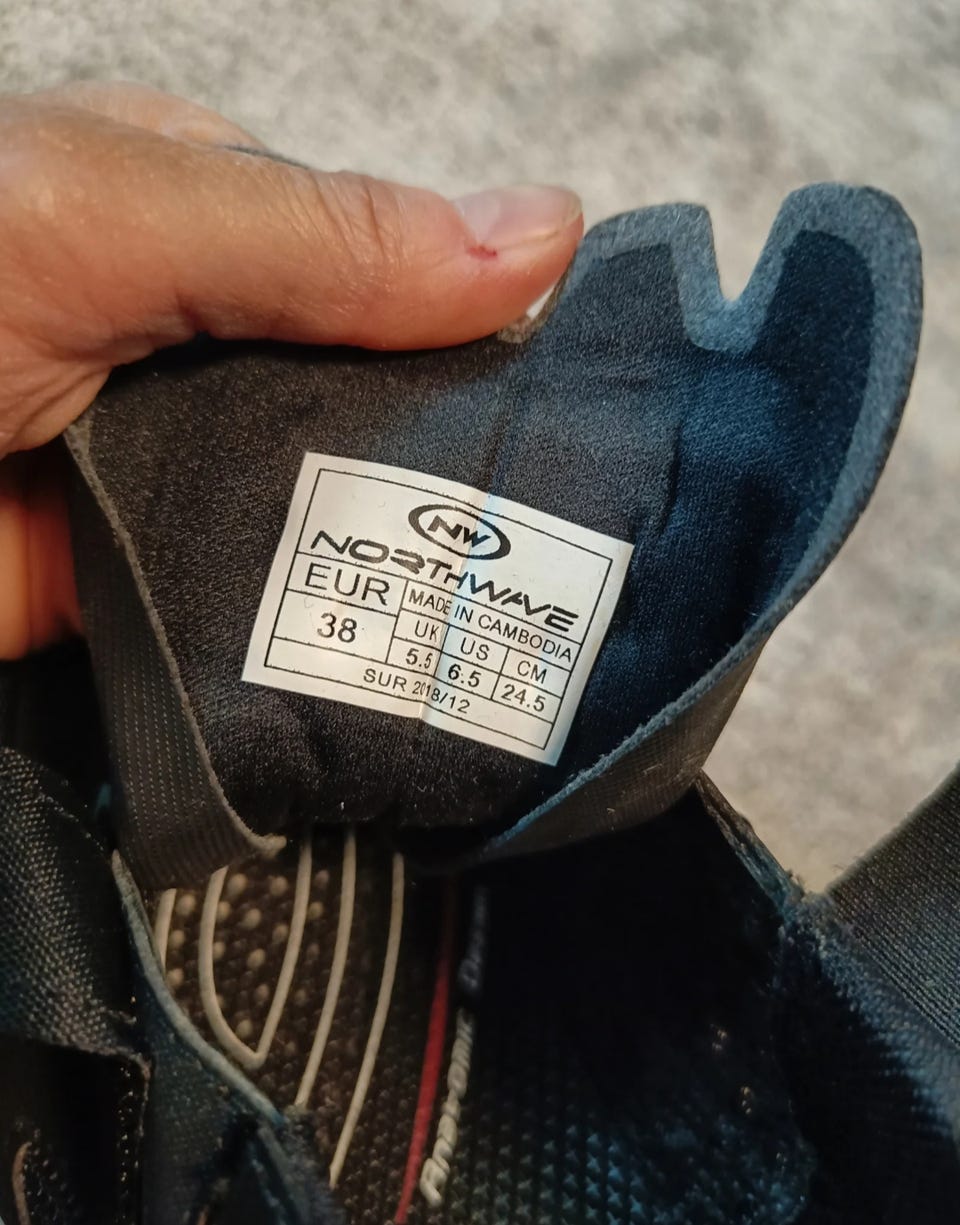 NW
NORTHWAVE
EUR
38
MADE IN CAMBODIA
UK US CM
5.5 6.5 24.5
SUR 2018/12
Anatomic